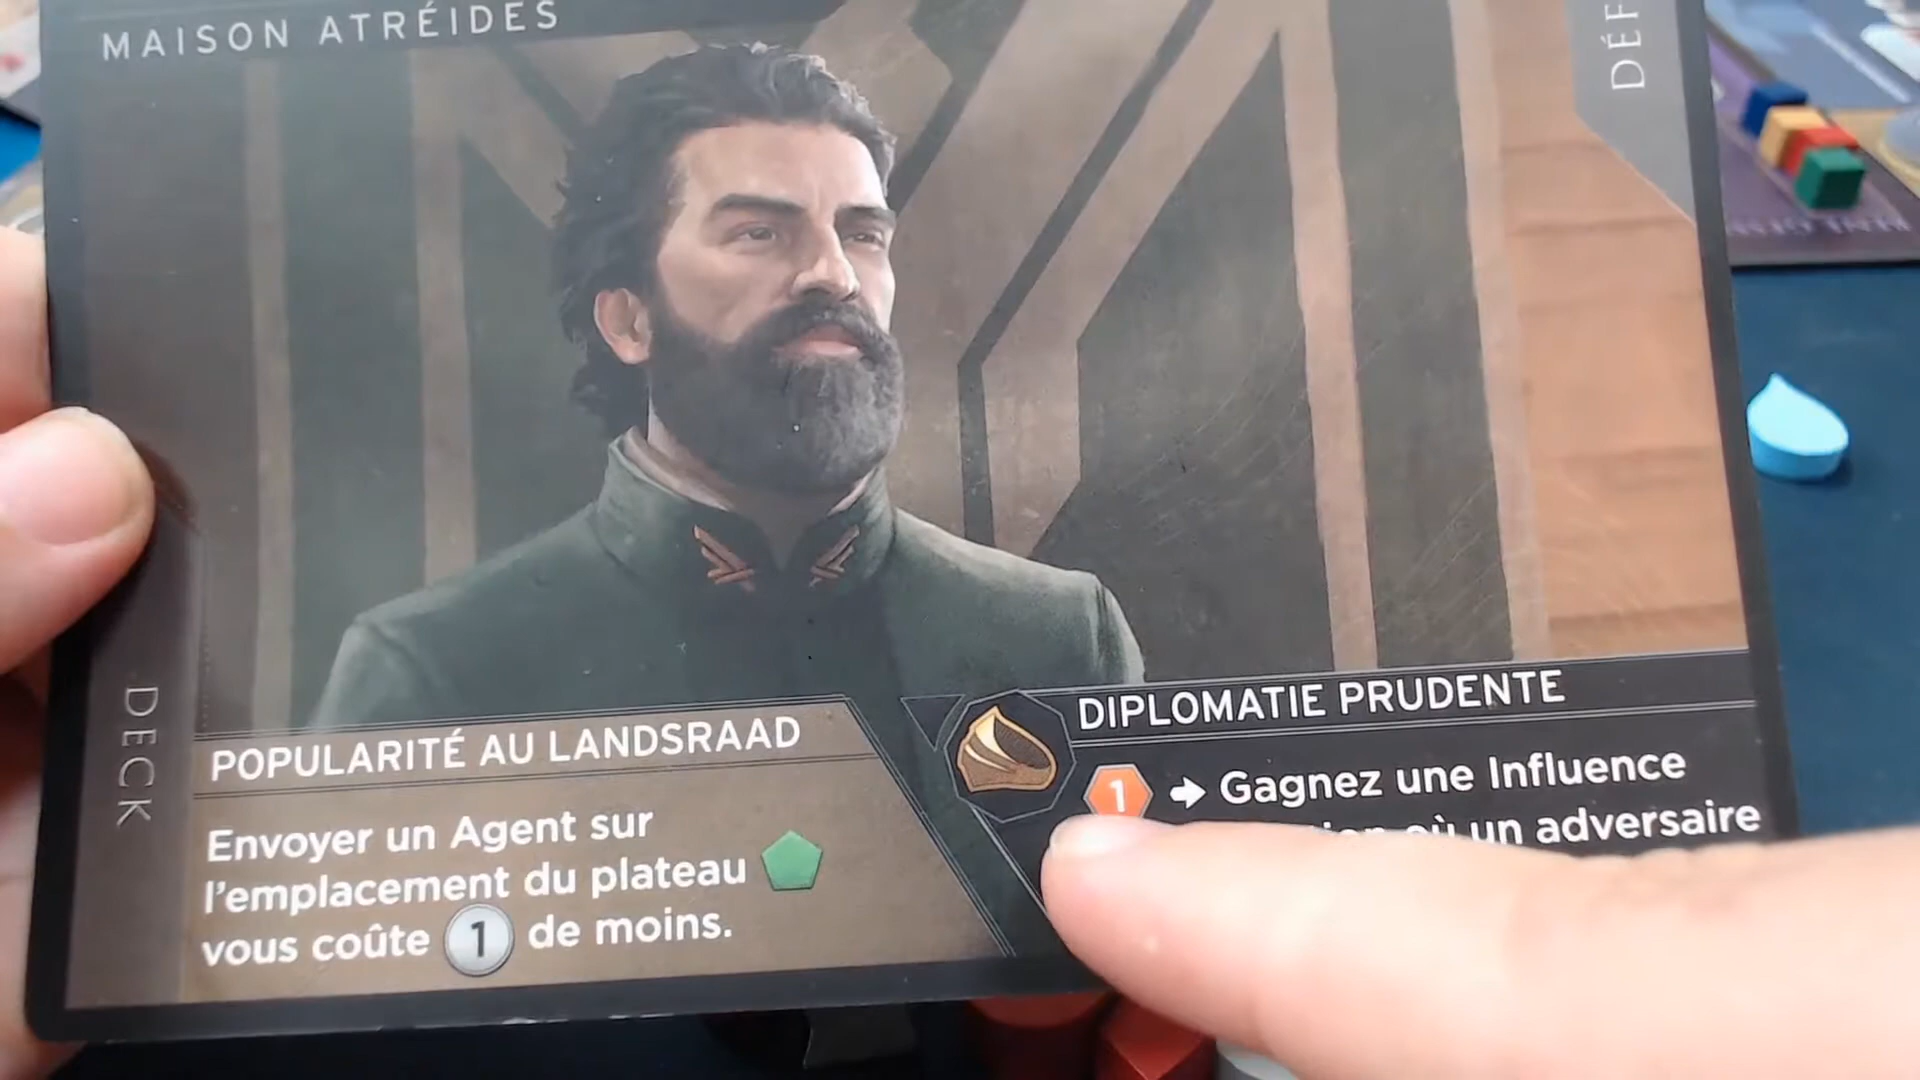 MAISON ATRÉIDES
DÉF
DECK
POPULARITÉ AU LANDSRAAD
Envoyer un Agent sur
l'emplacement du plateau
vous coûte 1 de moins.
DIPLOMATIE PRUDENTE
1 → Gagnez une Influence
où un adversaire